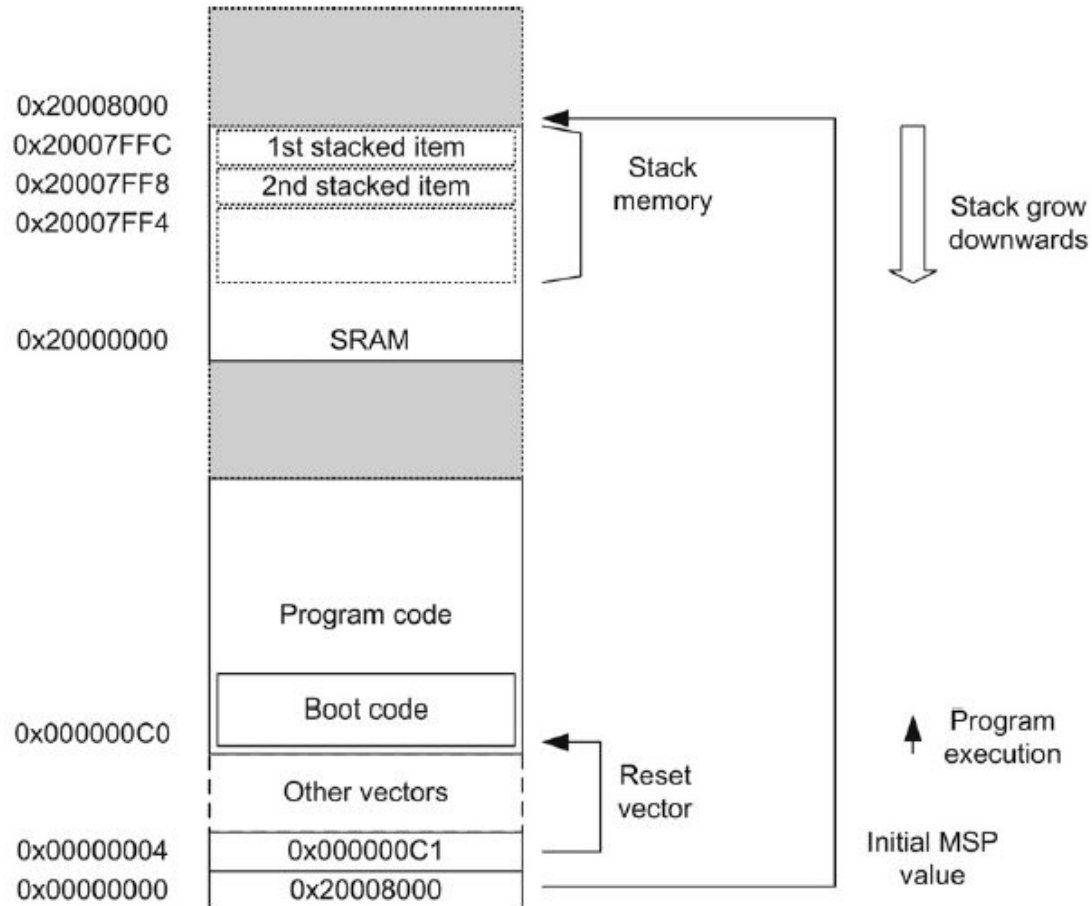 0x20008000
0x20007FFC
1st stacked item
0x20007FF8
2nd stacked item
0x20007FF4
Stack
memory
Stack grow
downwards
0x20000000
SRAM
Program code
Boot code
0x000000C0
Program
execution
Other vectors
Reset
vector
0x00000004
0x000000C1
Initial MSP
value
0x00000000
0x20008000